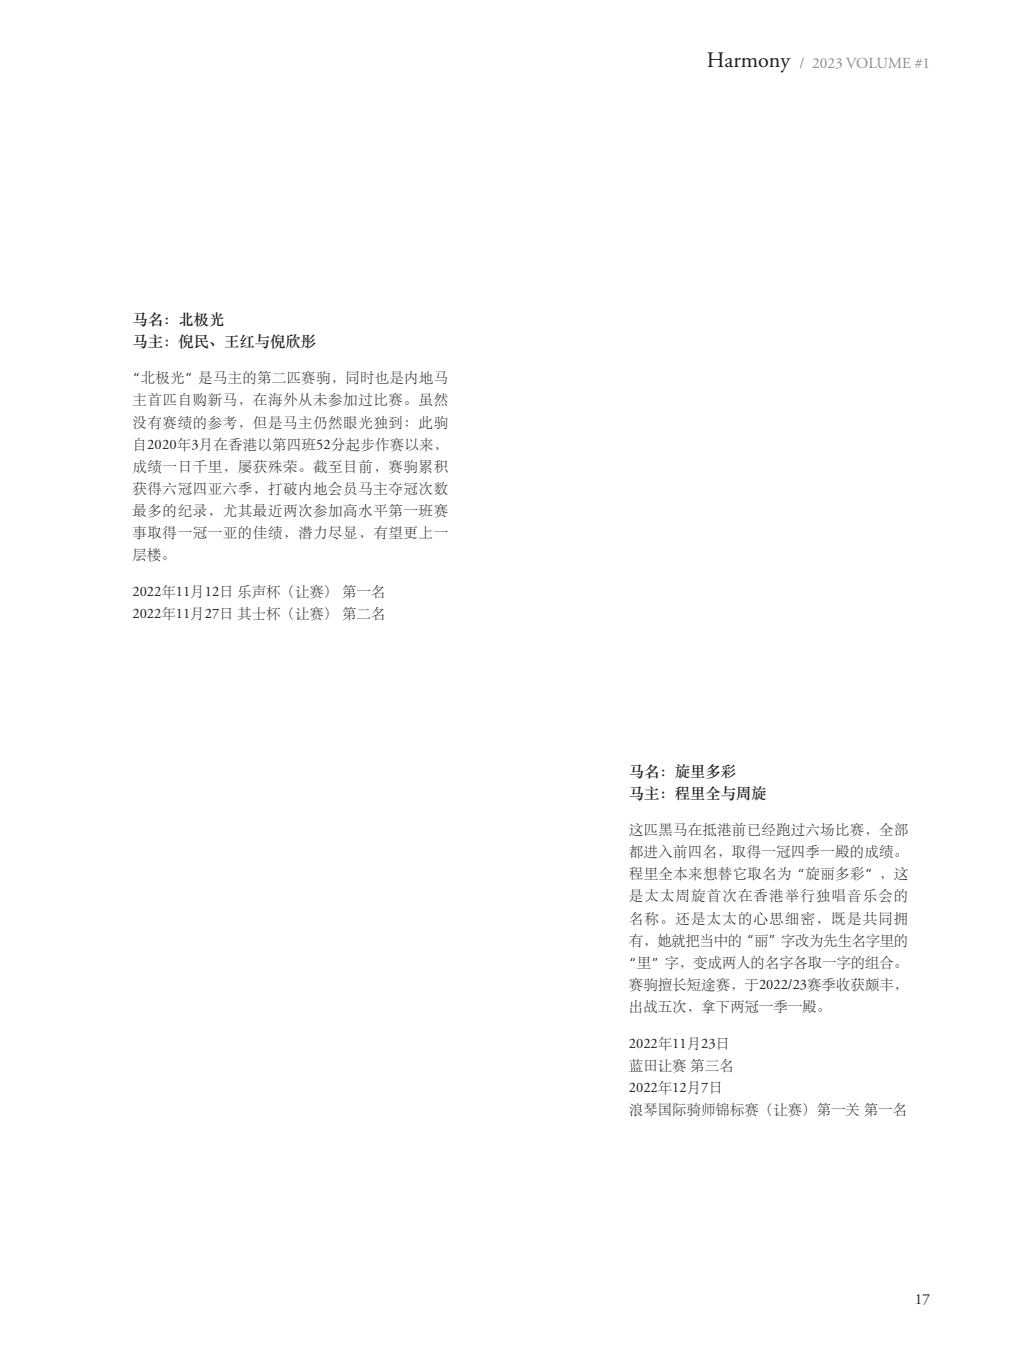 Harmony / 2023 VOLUME #1
马名：北极光
马主：倪民、王红与倪欣彤
“北极光”是马主的第二匹赛驹，同时也是内地马
主首匹自购新马，在海外从未参加过比赛。虽然
没有赛绩的参考，但是马主仍然眼光独到：此驹
自2020年3月在香港以第四班52分起步作赛以来，
成绩一日千里，屡获殊荣。截至目前，赛驹累积
获得六冠四亚六季，打破内地会员马主夺冠次数
最多的纪录，尤其最近两次参加高水平第一班赛
事取得一冠一亚的佳绩，潜力尽显，有望更上一
层楼。
2022年11月12日 乐声杯（让赛） 第一名
2022年11月27日 其士杯（让赛） 第二名
马名：旋里多彩
马主：程里全与周旋
这匹黑马在抵港前已经跑过六场比赛，全部
都进入前四名，取得一冠四季一殿的成绩。
程里全本来想替它取名为“旋丽多彩”，这
是太太周旋首次在香港举行独唱音乐会的
名称。还是太太的心思细密，既是共同拥
有，她就把当中的“丽”字改为先生名字里的
“里”字，变成两人的名字各取一字的组合。
赛驹擅长短途赛，于2022/23赛季收获颇丰，
出战五次，拿下两冠一季一殿。
2022年11月23日
蓝田让赛 第三名
2022年12月7日
浪琴国际骑师锦标赛（让赛）第一关 第一名
17